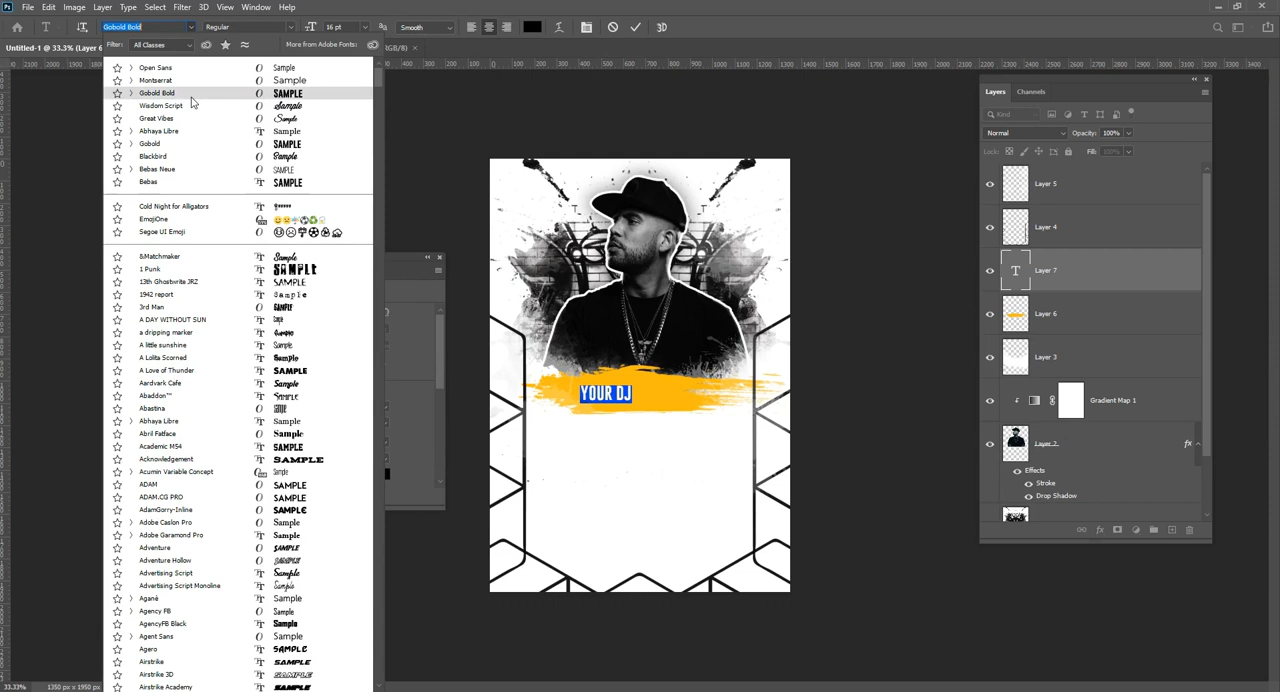 Ps File Edit Image Layer Type Select Filter 3D View Window Help
T Gobold Bold Regular 16 pt Smooth 3D
Untitled-1 @ 33.3% (Layer 6 RGB/8) ×
Filter: All Classes More from Adobe Fonts:
Open Sans Sample
Montserrat Sample
Gobold Bold SAMPLE
Wisdom Script Sample
Great Vibes Sample
Abhaya Libre Sample
Gobold SAMPLE
Blackbird Sample
Bebas Neue SAMPLE
Bebas SAMPLE
Cold Night for Alligators
EmojiOne
Segoe UI Emoji
&Matchmaker Sample
1 Punk SAMPLE
13th Ghostwrite JRZ SAMPLE
1942 report Sample
3rd Man SAMPLE
A DAY WITHOUT SUN Sample
a dripping marker Sample
A little sunshine Sample
A Lolita Scorned Sample
A Love of Thunder SAMPLE
Aardvark Cafe Sample
Abaddon™ SAMPLE
Abastina Sample
Abhaya Libre Sample
Abril Fatface Sample
Academic M54 SAMPLE
Acknowledgement SAMPLE
Acumin Variable Concept Sample
ADAM SAMPLE
ADAM.CG PRO SAMPLE
AdamGorry-Inline SAMPLE
Adobe Caslon Pro Sample
Adobe Garamond Pro Sample
Adventure SAMPLE
Adventure Hollow SAMPLE
Advertising Script Sample
Advertising Script Monoline Sample
Aganè Sample
Agency FB Sample
AgencyFB Black Sample
Agent Sans Sample
Agero SAMPLE
Airstrike SAMPLE
Airstrike 3D SAMPLE
Airstrike Academy SAMPLE
YOUR DJ
Layers Channels
Kind
Normal Opacity: 100%
Lock: Fill: 100%
Layer 5
Layer 4
T Layer 7
Layer 6
Layer 3
Gradient Map 1
Layer 2 fx
Effects
Stroke
Drop Shadow
fx
33.33% 1350 px x 1950 px